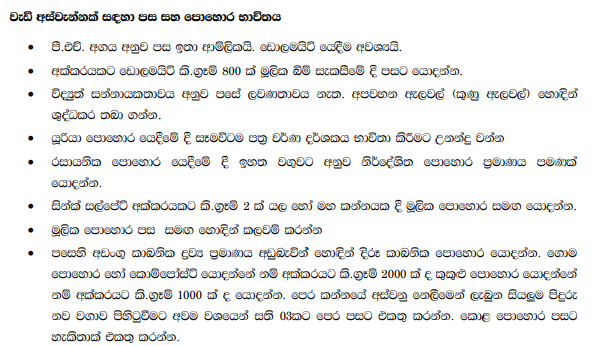 වැඩි අස්වැන්නක් සඳහා පස සහ පොහොර භාවිතය
• පී.එච්. අගය අනුව පස ඉතා ආම්ලිකයි. ඩොලමයිට් යෙදීම අවශ්‍යයි.
• අක්කරයකට ඩොලමයිට් කි.ග්‍රෑම් 800 ක් මූලික බිම් සැකසීමේ දී පසට යොදන්න.
• විද්‍යුත් සන්නායකතාවය අනුව පසේ ලවණතාවය නැත. අපවහන ඇලවල් (කුණු ඇලවල්) හොඳින්
ශුද්ධකර තබා ගන්න.
• යූරියා පොහොර යෙදීමේ දී සෑමවිටම පත්‍ර වර්ණ දර්ශකය භාවිතා කිරීමට උනන්දු වන්න
• රසායනික පොහොර යෙදීමේ දී ඉහත වගුවට අනුව නිර්දේශිත පොහොර ප්‍රමාණය පමණක්
යොදන්න.
• සින්ක් සල්පේට් අක්කරයකට කි.ග්‍රෑම් 2 ක් යල හෝ මහ කන්නයක දී මූලික පොහොර සමඟ යොදන්න.
• මූලික පොහොර පස සමඟ හොඳින් කලවම් කරන්න
• පසෙහි අඩංගු කාබනික ද්‍රව්‍ය ප්‍රමාණය අඩුබැවින් හොඳින් දිරූ කාබනික පොහොර යොදන්න. ගොම
පොහොර හෝ කොම්පෝස්ට් යොදන්නේ නම් අක්කරයට කි.ග්‍රෑම් 2000 ක් ද කුකුළු පොහොර යොදන්නේ
නම් අක්කරයට කි.ග්‍රෑම් 1000 ක් ද යොදන්න. පෙර කන්නයේ අස්වනු නෙලීමෙන් ලැබුන සියලුම පිදුරු
නව වගාව පිහිටුවීමට අවම වශයෙන් සති 03කට පෙර පසට එකතු කරන්න. කොළ පොහොර පසට
හැකිතාක් එකතු කරන්න.